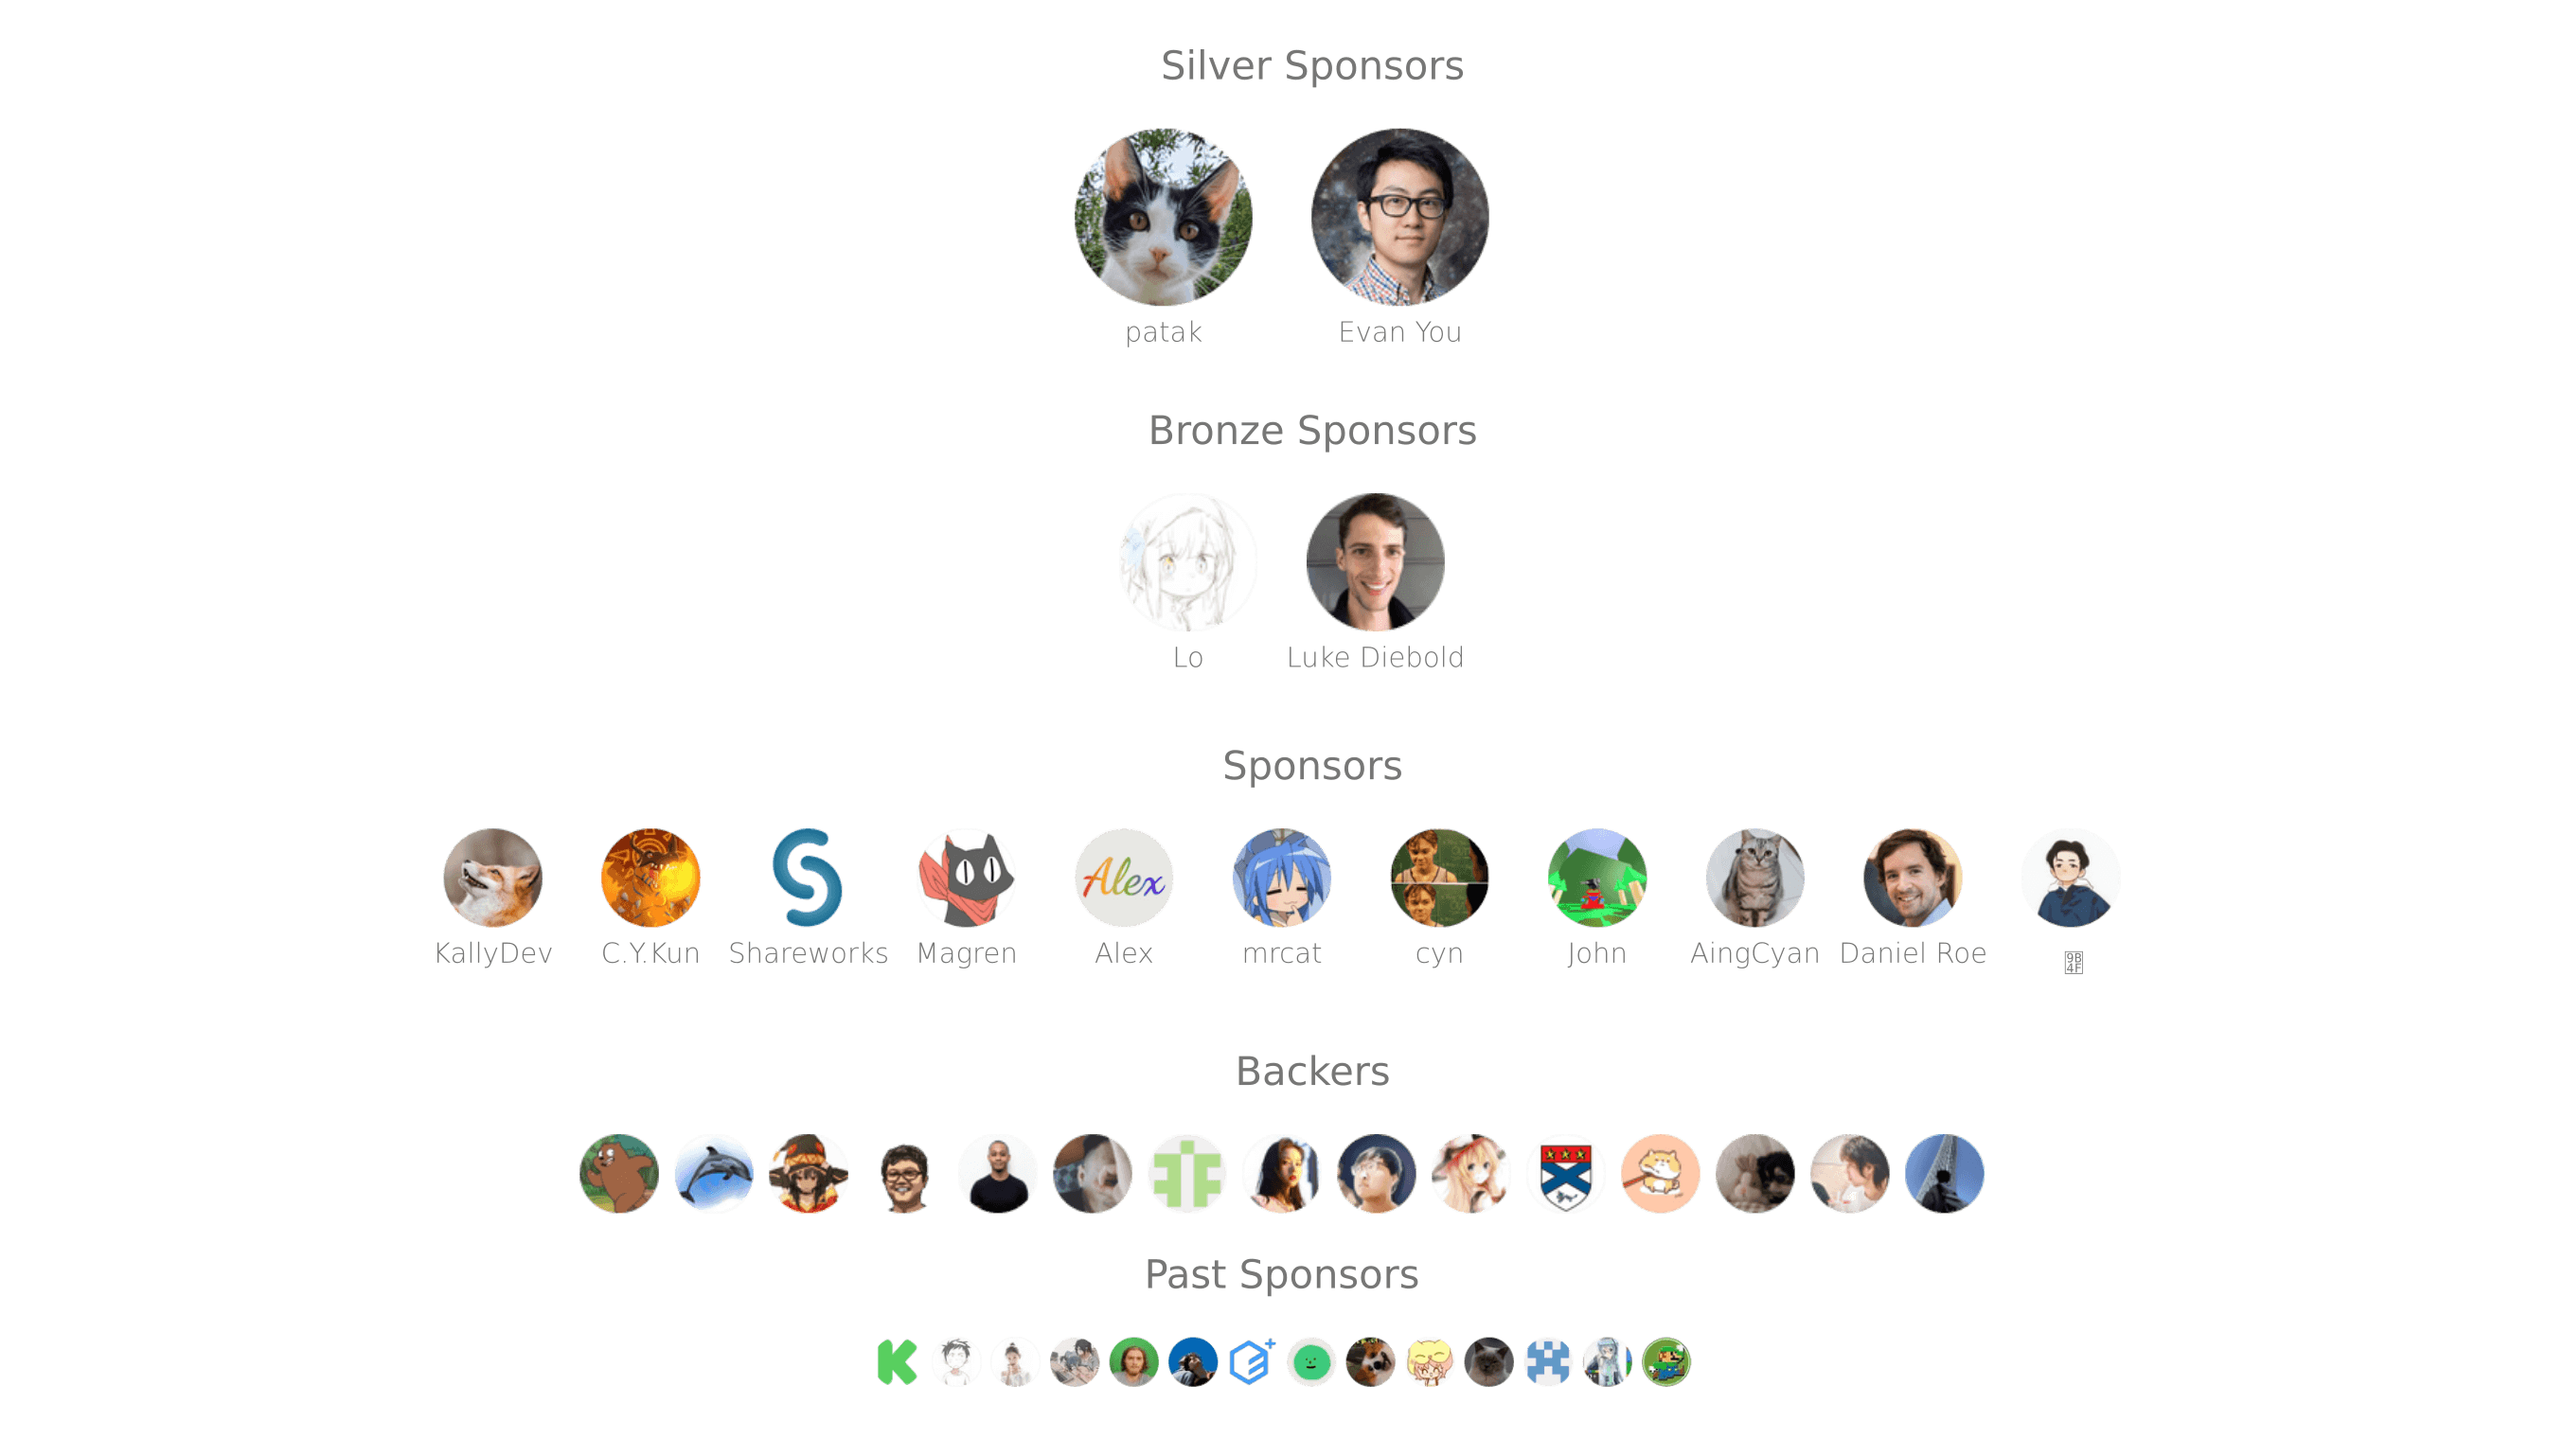 Silver Sponsors
patak
Evan You
Bronze Sponsors
Lo
Luke Diebold
Sponsors
Alex
KallyDev
C.Y.Kun
Shareworks
Magren
Alex
mrcat
cyn
John
AingCyan
Daniel Roe
Backers
Past Sponsors